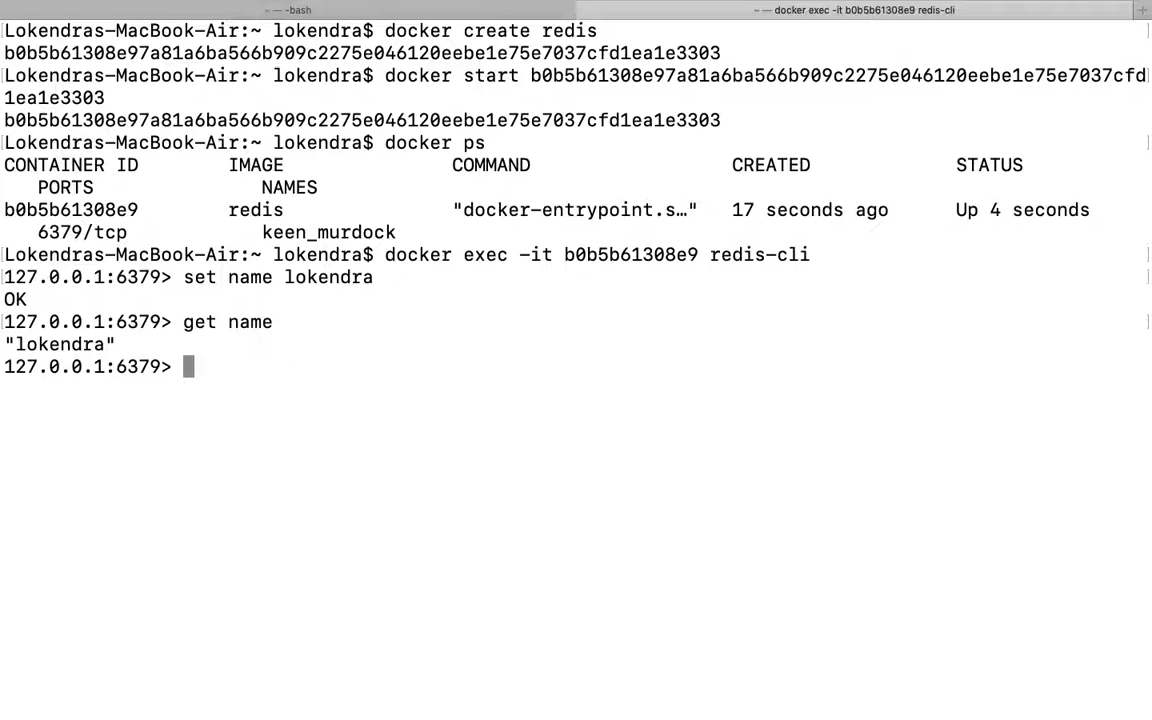 ~ — -bash
~ — docker exec -it b0b5b61308e9 redis-cli
Lokendras-MacBook-Air:~ lokendra$ docker create redis
b0b5b61308e97a81a6ba566b909c2275e046120eebe1e75e7037cfd1ea1e3303
Lokendras-MacBook-Air:~ lokendra$ docker start b0b5b61308e97a81a6ba566b909c2275e046120eebe1e75e7037cfd
1ea1e3303
b0b5b61308e97a81a6ba566b909c2275e046120eebe1e75e7037cfd1ea1e3303
Lokendras-MacBook-Air:~ lokendra$ docker ps
CONTAINER ID        IMAGE               COMMAND                  CREATED             STATUS
   PORTS               NAMES
b0b5b61308e9        redis               "docker-entrypoint.s…"   17 seconds ago      Up 4 seconds
   6379/tcp            keen_murdock
Lokendras-MacBook-Air:~ lokendra$ docker exec -it b0b5b61308e9 redis-cli
127.0.0.1:6379> set name lokendra
OK
127.0.0.1:6379> get name
"lokendra"
127.0.0.1:6379>